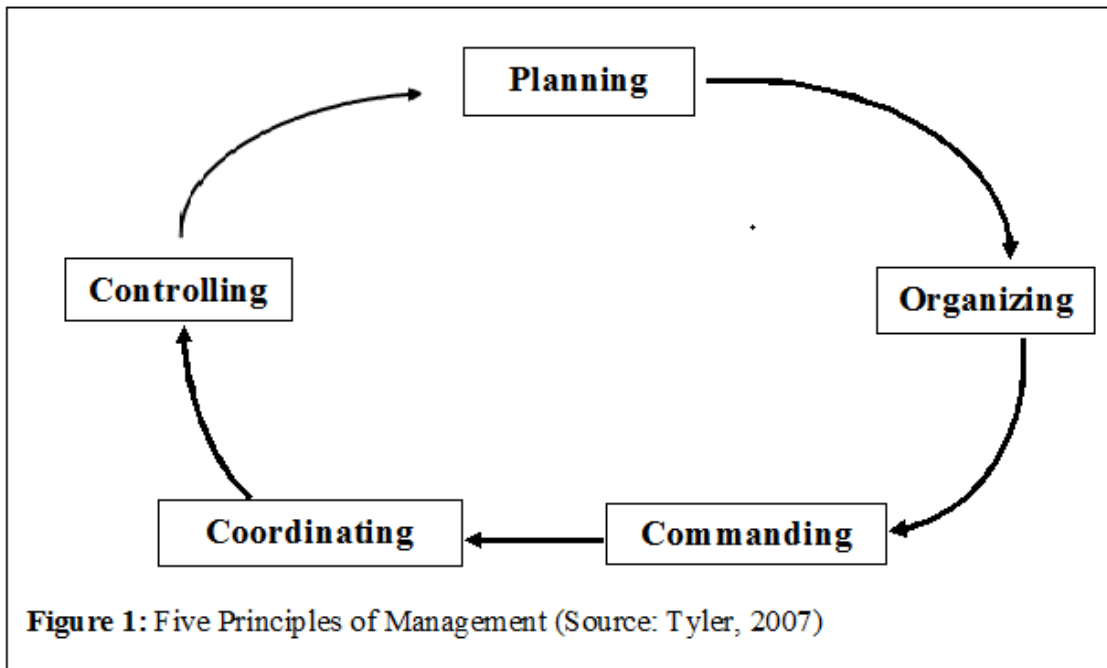 Planning
Controlling
Organizing
Coordinating
Commanding
Figure 1: Five Principles of Management (Source: Tyler, 2007)